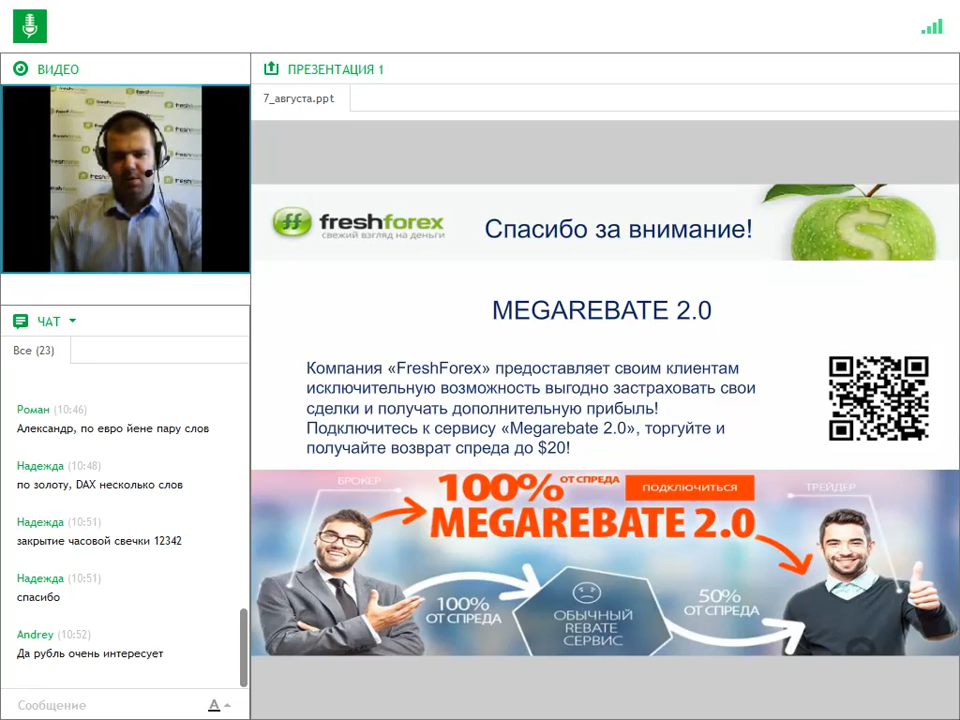 ВИДЕО
ПРЕЗЕНТАЦИЯ 1
7_августа.ppt
freshforex
свежий взгляд на деньги
Спасибо за внимание!
MEGAREBATE 2.0
Компания «FreshForex» предоставляет своим клиентам
исключительную возможность выгодно застраховать свои
сделки и получать дополнительную прибыль!
Подключитесь к сервису «Megarebate 2.0», торгуйте и
получайте возврат спреда до $20!
БРОКЕР
100% ОТ СПРЕДА
ПОДКЛЮЧИТЬСЯ
ТРЕЙДЕР
MEGAREBATE 2.0
100%
ОТ СПРЕДА
ОБЫЧНЫЙ
REBATE
СЕРВИС
50%
ОТ СПРЕДА
ЧАТ
Все (23)
Роман (10:46)
Александр, по евро йене пару слов
Надежда (10:48)
по золоту, DAX несколько слов
Надежда (10:51)
закрытие часовой свечки 12342
Надежда (10:51)
спасибо
Andrey (10:52)
Да рубль очень интересует
Сообщение
A